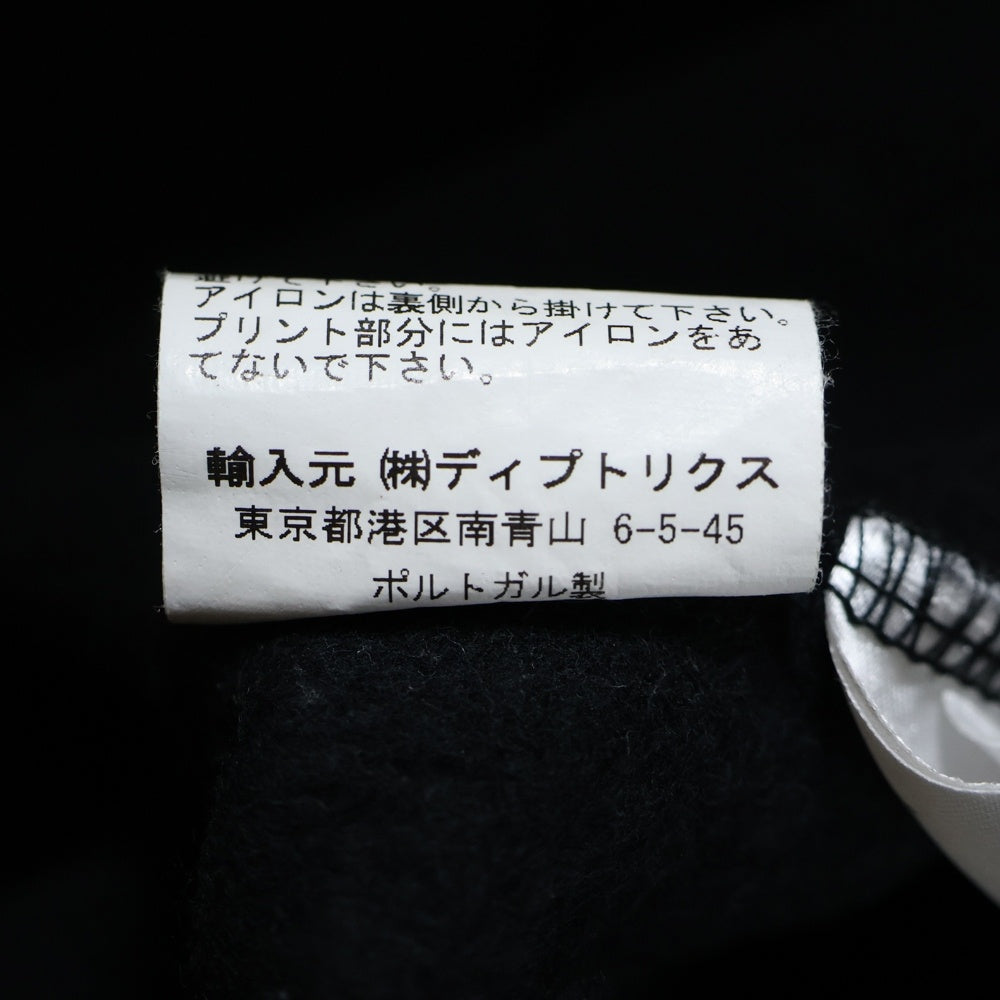 アイロンは裏側から掛けて下さい。
プリント部分にはアイロンをあ
てないで下さい。
輸入元 ㈱ディプトリクス
東京都港区南青山 6-5-45
ポルトガル製